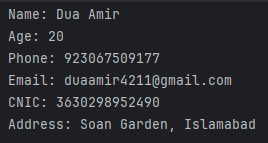 Name: Dua Amir
Age: 20
Phone: 923067509177
Email: duaamir4211@gmail.com
CNIC: 3630298952490
Address: Soan Garden, Islamabad